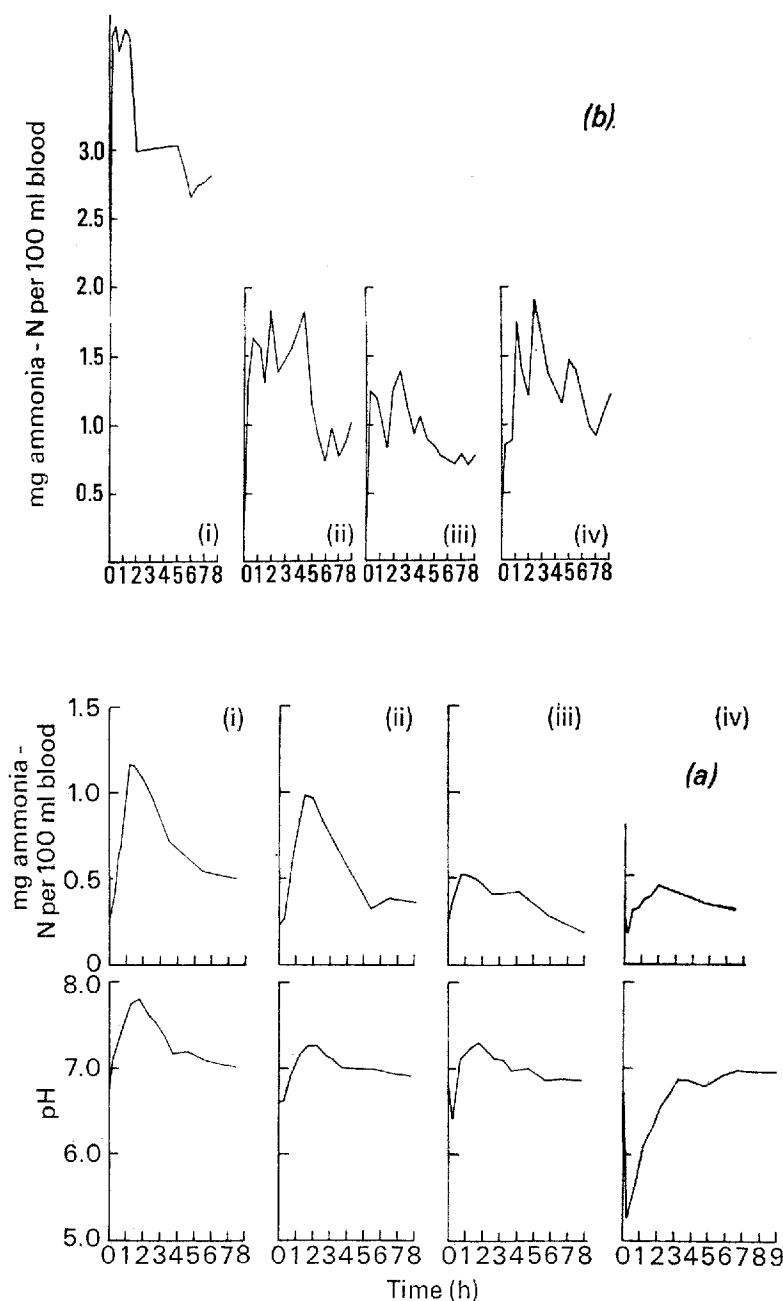 (b).
mg ammonia - N per 100 ml blood
3.0
2.5
2.0
1.5
1.0
0.5
(i)
(ii)
(iii)
(iv)
012345678
012345678
012345678
012345678
mg ammonia -
N per 100 ml blood
1.5
1.0
0.5
0
(i)
(ii)
(iii)
(iv)
(a)
pH
8.0
7.0
6.0
5.0
012345678
012345678
012345678
0123456789
Time (h)